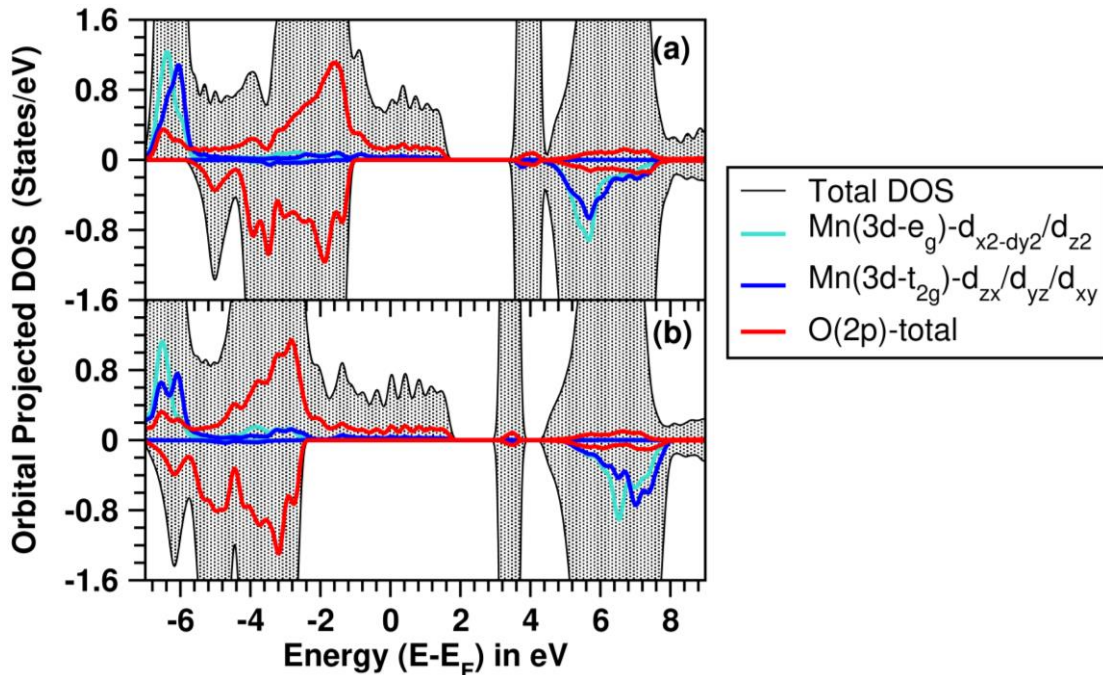 Orbital Projected DOS (States/eV)
1.6
0.8
0
-0.8
-1.6
(a)
0.8
0
-0.8
-1.6
(b)
-6 -4 -2 0 2 4 6 8
Energy (E-E_F) in eV
Total DOS
Mn(3d-e_g)-d_x2-dy2/d_z2
Mn(3d-t_2g)-d_zx/d_yz/d_xy
O(2p)-total